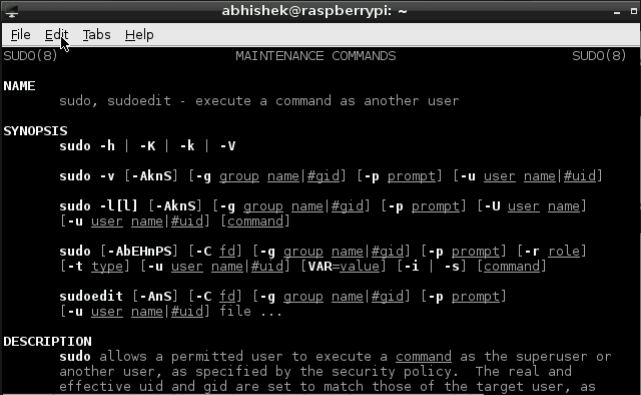 abhishek@raspberrypi: ~
File Edit Tabs Help
SUDO(8) MAINTENANCE COMMANDS SUDO(8)
NAME
sudo, sudoedit - execute a command as another user
SYNOPSIS
sudo -h | -K | -k | -V
sudo -v [-AknS] [-g group name|#gid] [-p prompt] [-u user name|#uid]
sudo -l[l] [-AknS] [-g group name|#gid] [-p prompt] [-U user name]
[-u user name|#uid] [command]
sudo [-AbEHnPS] [-C fd] [-g group name|#gid] [-p prompt] [-r role]
[-t type] [-u user name|#uid] [VAR=value] [-i | -s] [command]
sudoedit [-AnS] [-C fd] [-g group name|#gid] [-p prompt]
[-u user name|#uid] file ...
DESCRIPTION
sudo allows a permitted user to execute a command as the superuser or
another user, as specified by the security policy.  The real and
effective uid and gid are set to match those of the target user, as